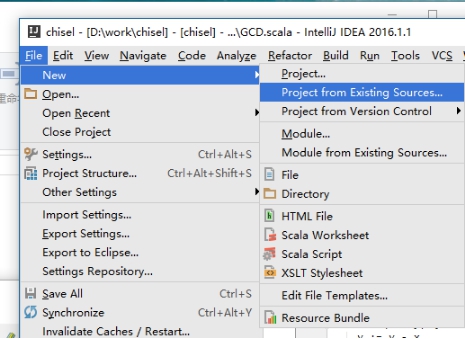 chisel - [D:\work\chisel] - [chisel] - ...\GCD.scala - IntelliJ IDEA 2016.1.1
File Edit View Navigate Code Analyze Refactor Build Run Tools VCS
New
Open...
Open Recent
Close Project
Settings... Ctrl+Alt+S
Project Structure... Ctrl+Alt+Shift+S
Other Settings
Import Settings...
Export Settings...
Export to Eclipse...
Settings Repository...
Save All Ctrl+S
Synchronize Ctrl+Alt+Y
Invalidate Caches / Restart...
Project...
Project from Existing Sources...
Project from Version Control
Module...
Module from Existing Sources...
File
Directory
HTML File
Scala Worksheet
Scala Script
XSLT Stylesheet
Edit File Templates...
Resource Bundle
重命